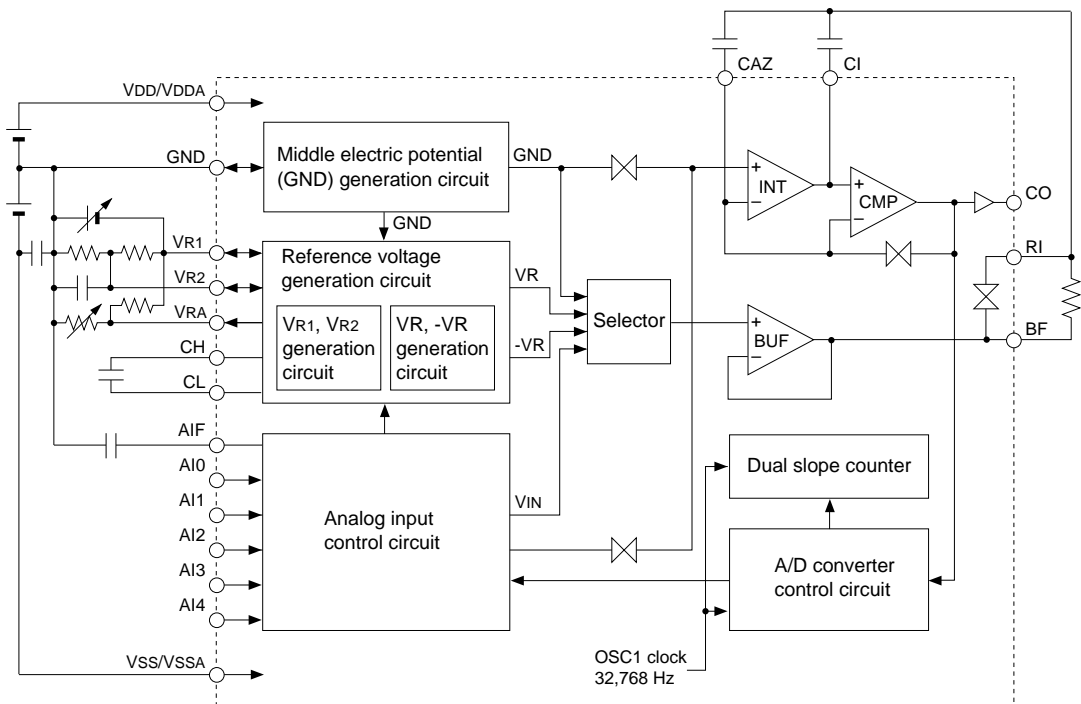 CAZ
CI
VDD/VDDA
GND
Middle electric potential
(GND) generation circuit
GND
GND
+
INT
-
+
CMP
-
CO
RI
VR1
VR2
VRA
CH
CL
Reference voltage
generation circuit
VR1, VR2
generation
circuit
VR, -VR
generation
circuit
VR
-VR
Selector
+
BUF
-
BF
AIF
AI0
AI1
AI2
AI3
AI4
Analog input
control circuit
VIN
Dual slope counter
A/D converter
control circuit
OSC1 clock
32,768 Hz
VSS/VSSA